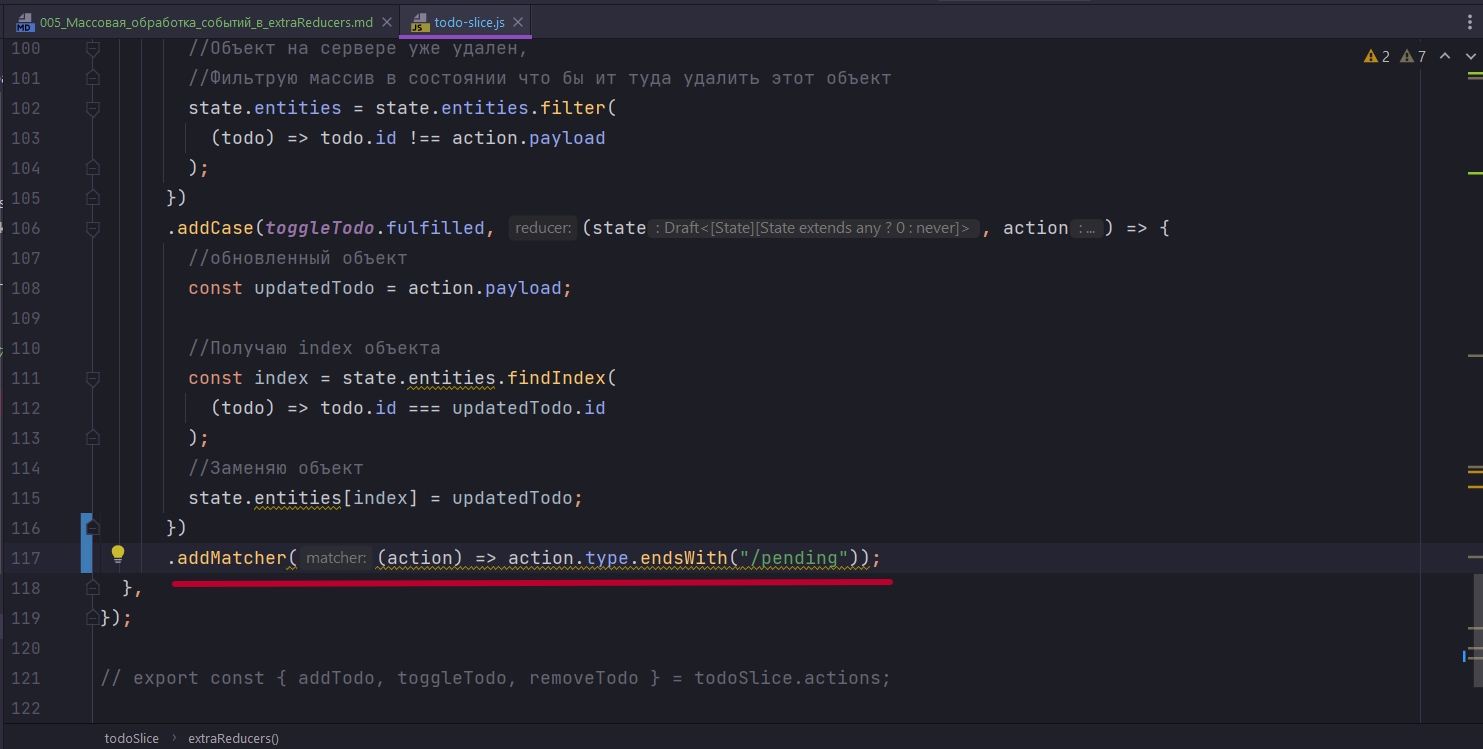 005_Массовая_обработка_событий_в_extraReducers.md
todo-slice.js
2 7
100 //Объект на сервере уже удален,
101 //Фильтрую массив в состоянии что бы ит туда удалить этот объект
102 state.entities = state.entities.filter(
103 (todo) => todo.id !== action.payload
104 );
105 })
106 .addCase(toggleTodo.fulfilled, reducer: (state : Draft<[State][State extends any ? 0 : never]> , action : ... ) => {
107 //обновленный объект
108 const updatedTodo = action.payload;
109
110 //Получаю index объекта
111 const index = state.entities.findIndex(
112 (todo) => todo.id === updatedTodo.id
113 );
114 //Заменяю объект
115 state.entities[index] = updatedTodo;
116 })
117 .addMatcher( matcher: (action) => action.type.endsWith("/pending"));
118 },
119 });
120
121 // export const { addTodo, toggleTodo, removeTodo } = todoSlice.actions;
122
todoSlice › extraReducers()